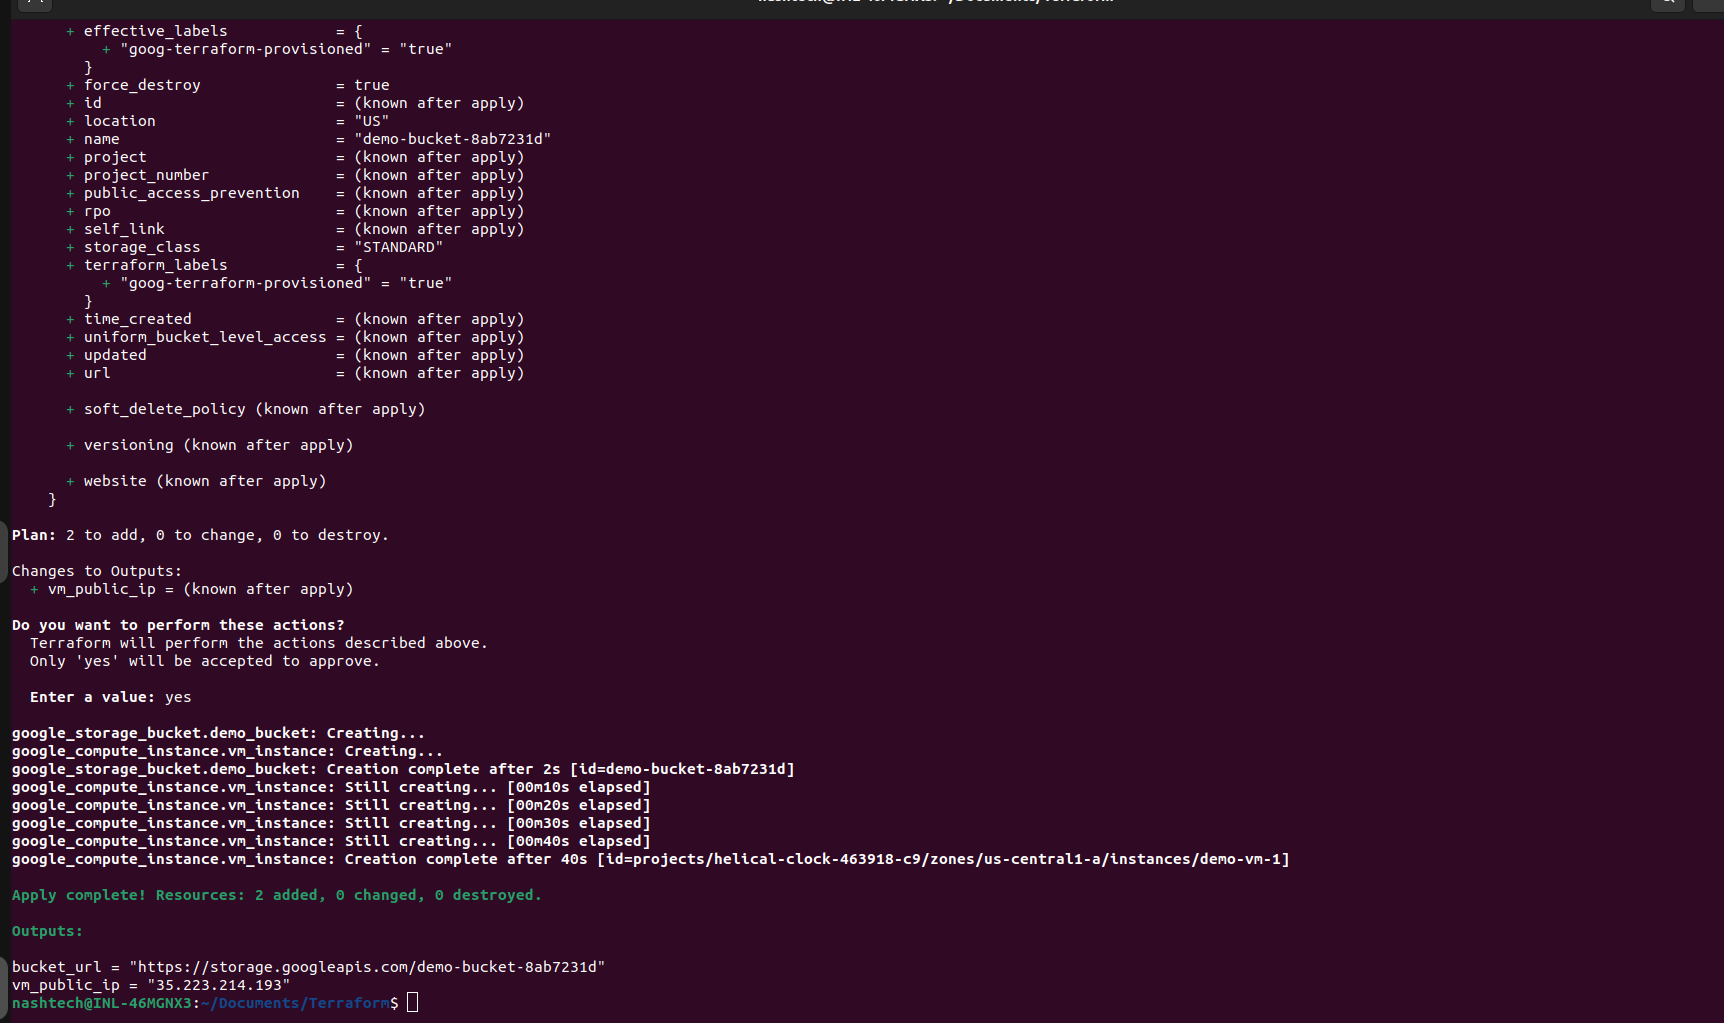 + effective_labels = {
+ "goog-terraform-provisioned" = "true"
}
+ force_destroy = true
+ id = (known after apply)
+ location = "US"
+ name = "demo-bucket-8ab7231d"
+ project = (known after apply)
+ project_number = (known after apply)
+ public_access_prevention = (known after apply)
+ rpo = (known after apply)
+ self_link = (known after apply)
+ storage_class = "STANDARD"
+ terraform_labels = {
+ "goog-terraform-provisioned" = "true"
}
+ time_created = (known after apply)
+ uniform_bucket_level_access = (known after apply)
+ updated = (known after apply)
+ url = (known after apply)
+ soft_delete_policy (known after apply)
+ versioning (known after apply)
+ website (known after apply)
}
Plan: 2 to add, 0 to change, 0 to destroy.
Changes to Outputs:
+ vm_public_ip = (known after apply)
Do you want to perform these actions?
Terraform will perform the actions described above.
Only 'yes' will be accepted to approve.
Enter a value: yes
google_storage_bucket.demo_bucket: Creating...
google_compute_instance.vm_instance: Creating...
google_storage_bucket.demo_bucket: Creation complete after 2s [id=demo-bucket-8ab7231d]
google_compute_instance.vm_instance: Still creating... [00m10s elapsed]
google_compute_instance.vm_instance: Still creating... [00m20s elapsed]
google_compute_instance.vm_instance: Still creating... [00m30s elapsed]
google_compute_instance.vm_instance: Still creating... [00m40s elapsed]
google_compute_instance.vm_instance: Creation complete after 40s [id=projects/helical-clock-463918-c9/zones/us-central1-a/instances/demo-vm-1]
Apply complete! Resources: 2 added, 0 changed, 0 destroyed.
Outputs:
bucket_url = "https://storage.googleapis.com/demo-bucket-8ab7231d"
vm_public_ip = "35.223.214.193"
nashtech@INL-46MGNX3:~/Documents/Terraform$